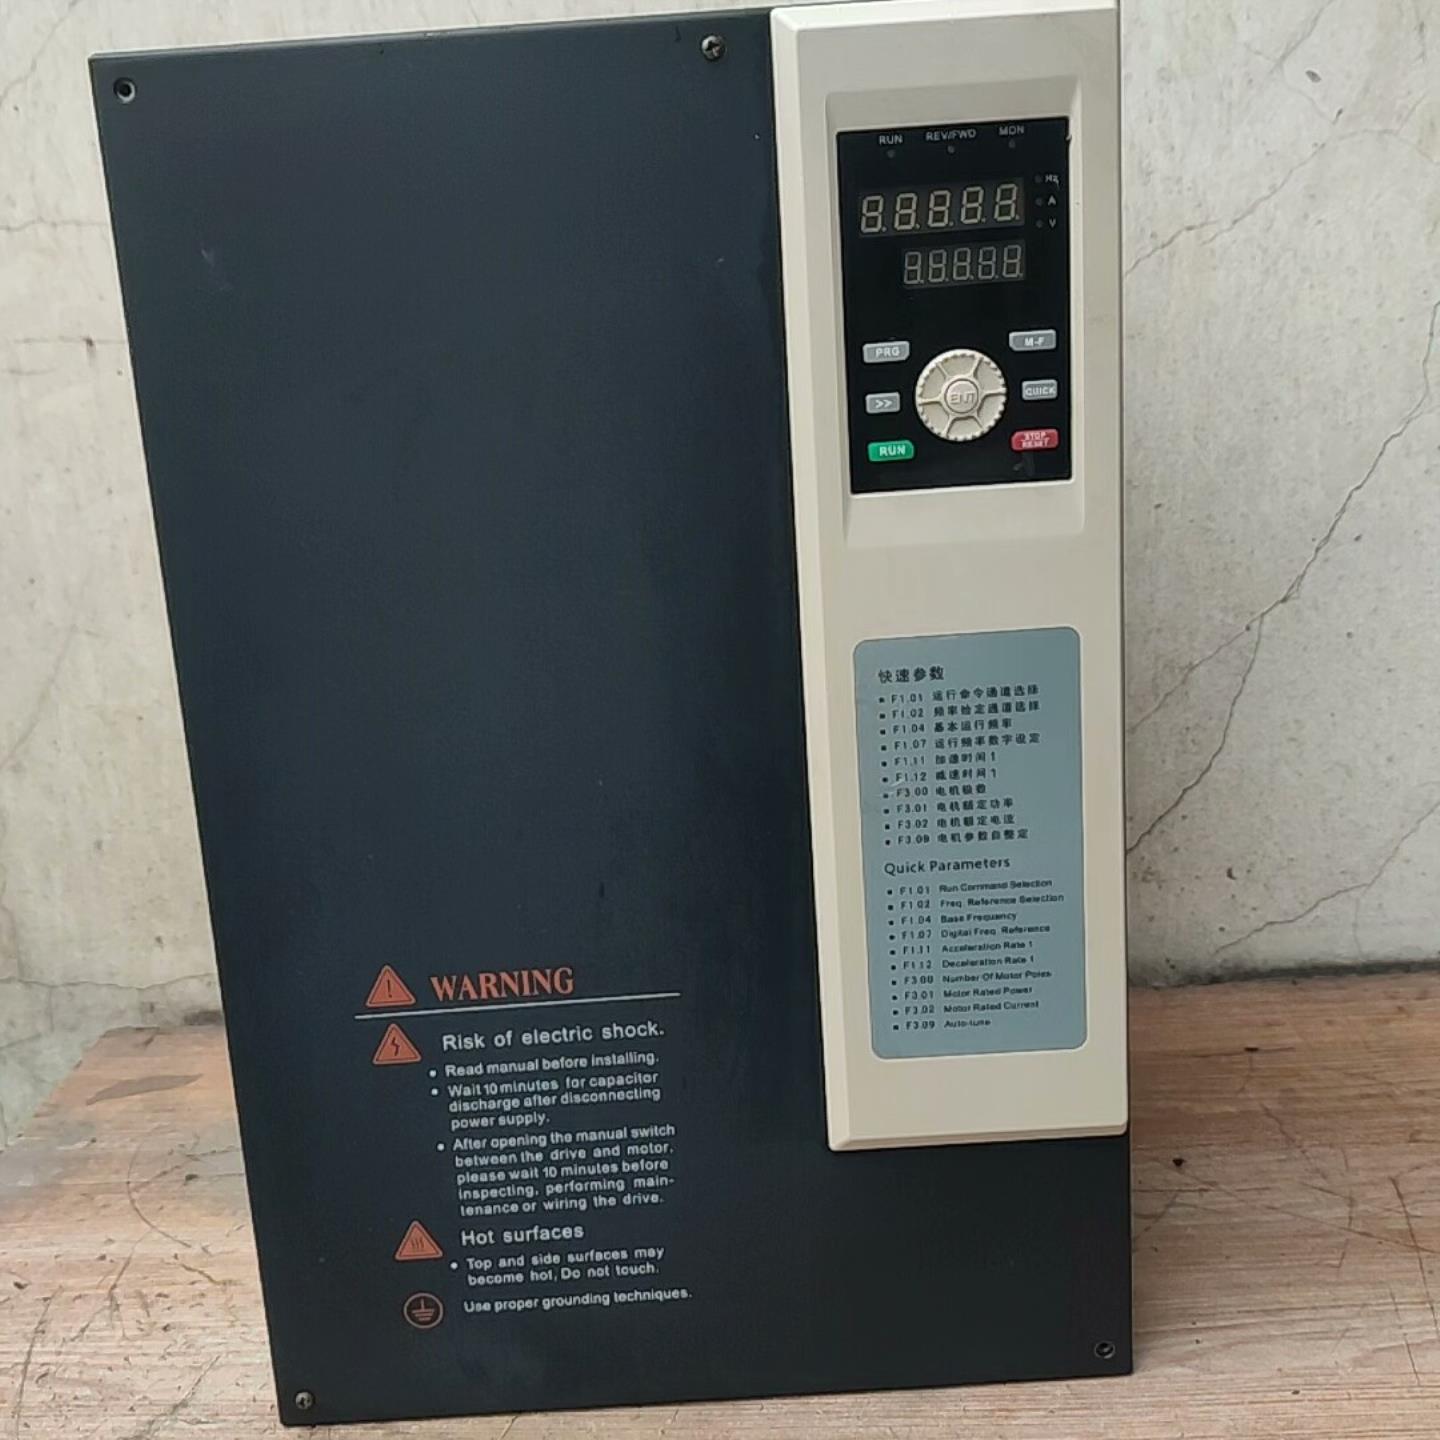 RUN REV/FWD MON
Hz
A
V
PRG M-F
>> ENT QUICK
RUN STOP
RESET
快速参数
F1.01 运行命令通道选择
F1.02 频率给定通道选择
F1.04 基本运行频率
F1.07 运行频率数字设定
F1.11 加速时间1
F1.12 减速时间1
F3.00 电机极数
F3.01 电机额定功率
F3.02 电机额定电流
F3.09 电机参数自整定
Quick Parameters
F1.01 Run Command Selection
F1.02 Freq. Reference Selection
F1.04 Base Frequency
F1.07 Digital Freq. Reference
F1.11 Acceleration Rate 1
F1.12 Deceleration Rate 1
F3.00 Number Of Motor Poles
F3.01 Motor Rated Power
F3.02 Motor Rated Current
F3.09 Auto-tune
WARNING
Risk of electric shock.
Read manual before installing.
Wait 10 minutes for capacitor
discharge after disconnecting
power supply.
After opening the manual switch
between the drive and motor,
please wait 10 minutes before
inspecting, performing main-
tenance or wiring the drive.
Hot surfaces
Top and side surfaces may
become hot, Do not touch.
Use proper grounding techniques.